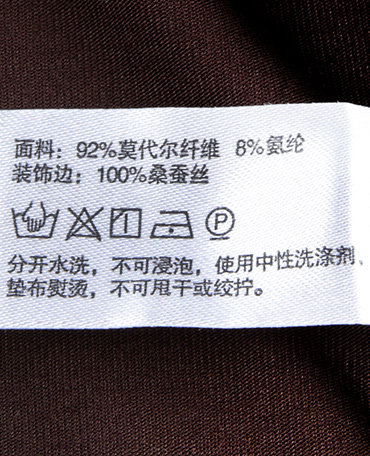 面料：92%莫代尔纤维 8%氨纶
装饰边：100%桑蚕丝
P
分开水洗，不可浸泡，使用中性洗涤剂，
垫布熨烫，不可甩干或绞拧。